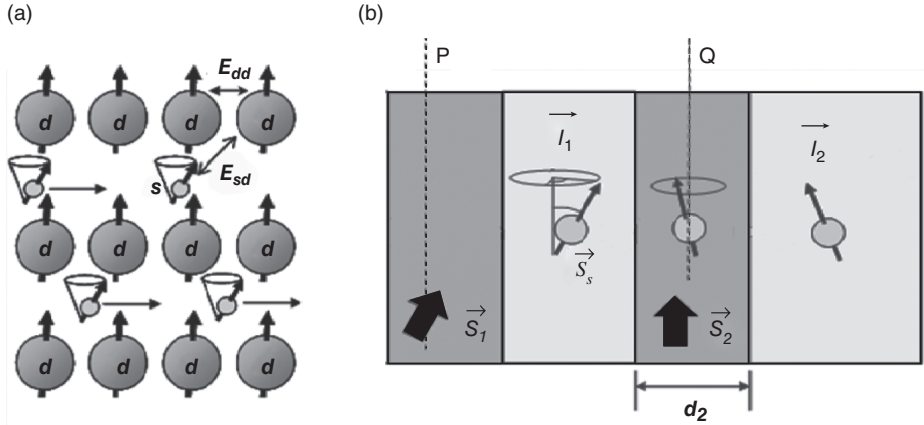 (a)
E_dd
d d d d
s
E_sd
d d d d
d d d d
(b)
P
Q
I_1
I_2
S_s
S_1
S_2
d_2